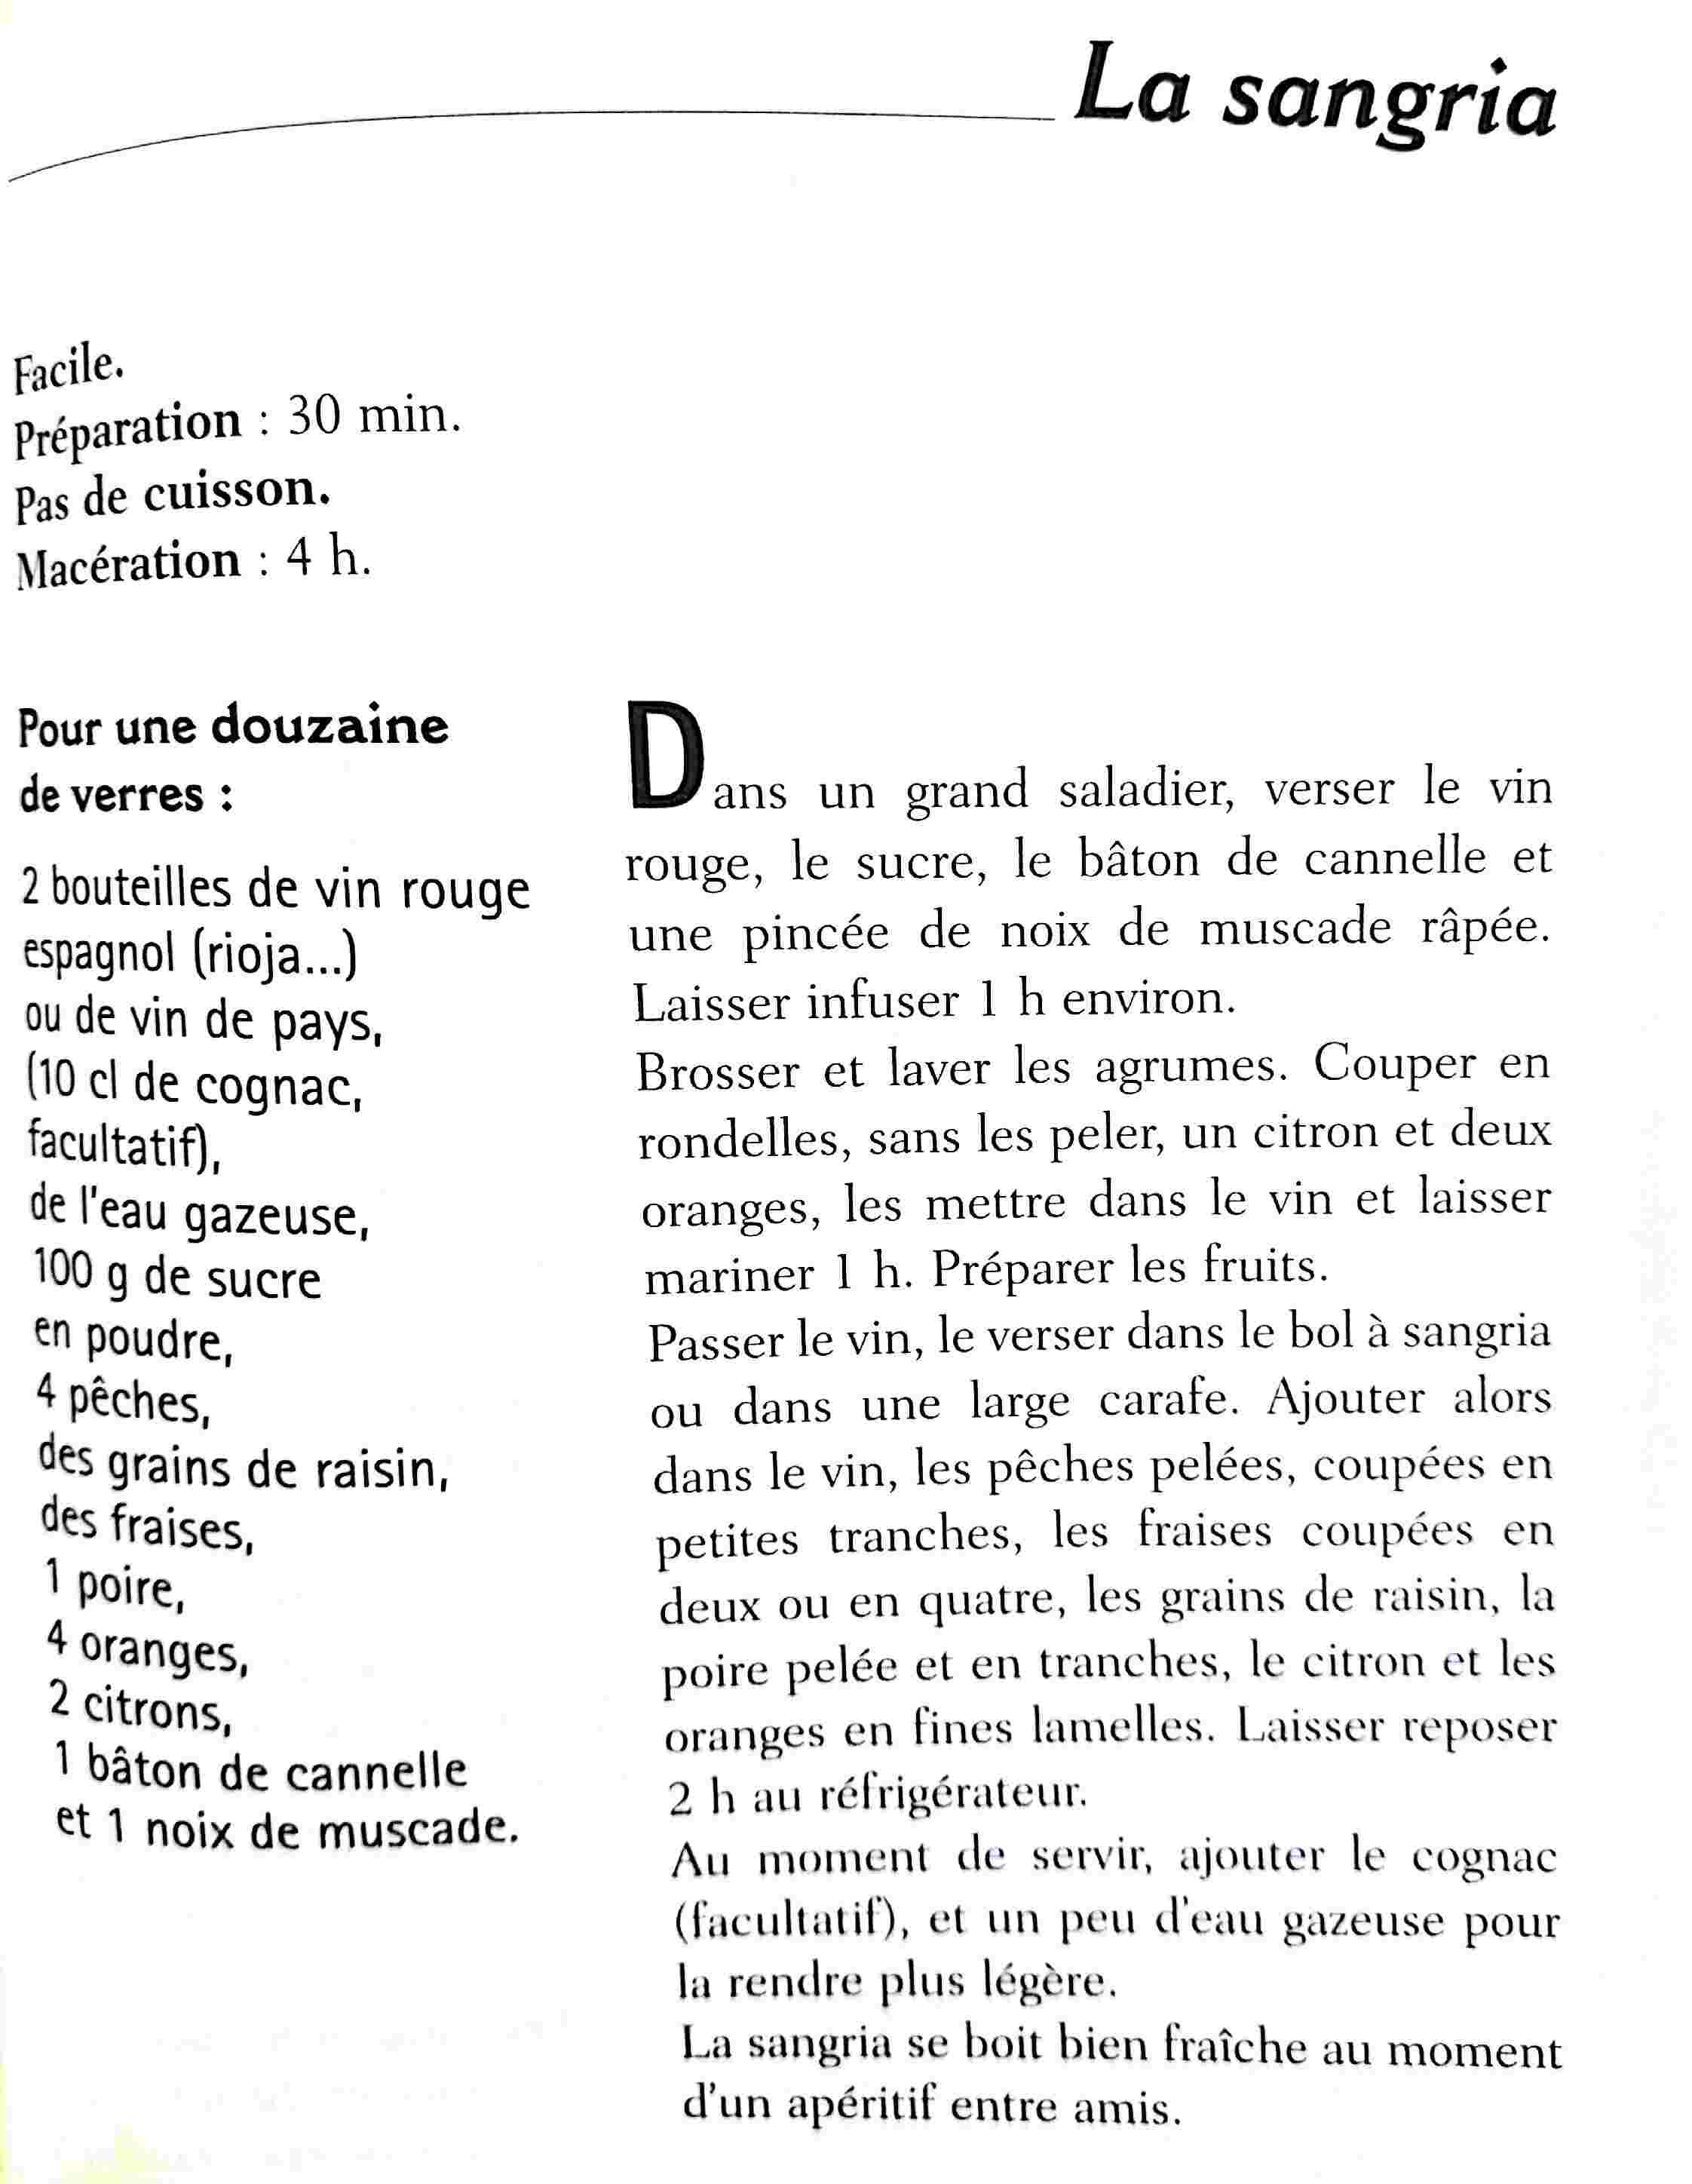 La sangria
Facile.
Préparation : 30 min.
Pas de cuisson.
Macération : 4 h.
Pour une douzaine
de verres :
2 bouteilles de vin rouge
espagnol (rioja...)
ou de vin de pays,
(10 cl de cognac,
facultatif),
de l'eau gazeuse,
100 g de sucre
en poudre,
4 pêches,
des grains de raisin,
des fraises,
1 poire,
4 oranges,
2 citrons,
1 bâton de cannelle
et 1 noix de muscade.
Dans un grand saladier, verser le vin
rouge, le sucre, le bâton de cannelle et
une pincée de noix de muscade râpée.
Laisser infuser 1 h environ.
Brosser et laver les agrumes. Couper en
rondelles, sans les peler, un citron et deux
oranges, les mettre dans le vin et laisser
mariner 1 h. Préparer les fruits.
Passer le vin, le verser dans le bol à sangria
ou dans une large carafe. Ajouter alors
dans le vin, les pêches pelées, coupées en
petites tranches, les fraises coupées en
deux ou en quatre, les grains de raisin, la
poire pelée et en tranches, le citron et les
oranges en fines lamelles. Laisser reposer
2 h au réfrigérateur.
Au moment de servir, ajouter le cognac
(facultatif), et un peu d'eau gazeuse pour
la rendre plus légère.
La sangria se boit bien fraîche au moment
d'un apéritif entre amis.